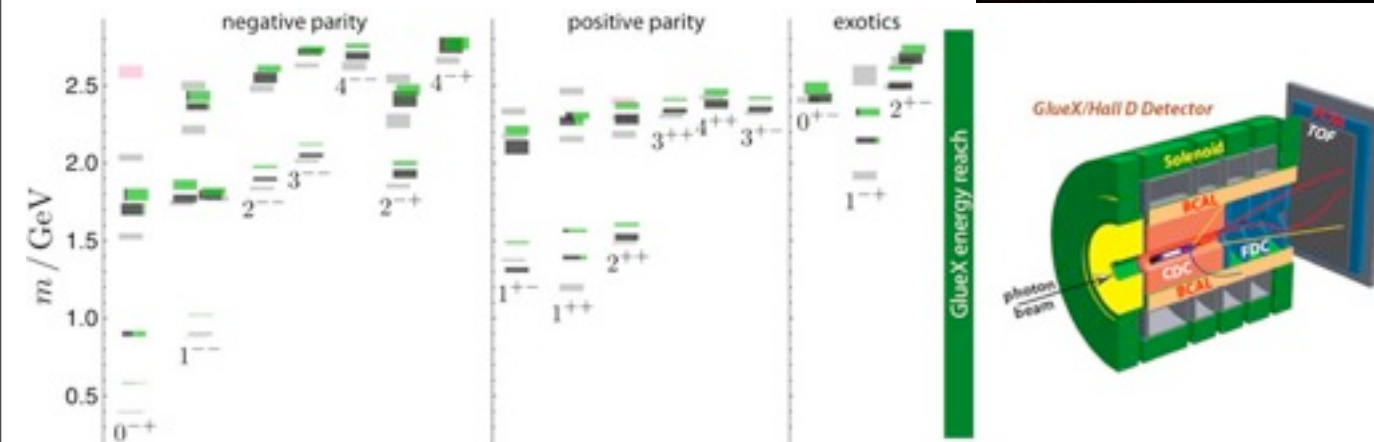 negative parity
positive parity
exotics
m / GeV
2.5
2.0
1.5
1.0
0.5
0⁻⁺
1⁻⁻
2⁻⁻
3⁻⁻
4⁻⁻
2⁻⁺
4⁻⁺
1⁺⁻
1⁺⁺
2⁺⁺
3⁺⁺
4⁺⁺
3⁺⁻
0⁺⁻
1⁻⁺
2⁺⁻
GlueX energy reach
GlueX/Hall D Detector
TOF
Solenoid
BCAL
FDC
CDC
BCAL
photon
beam